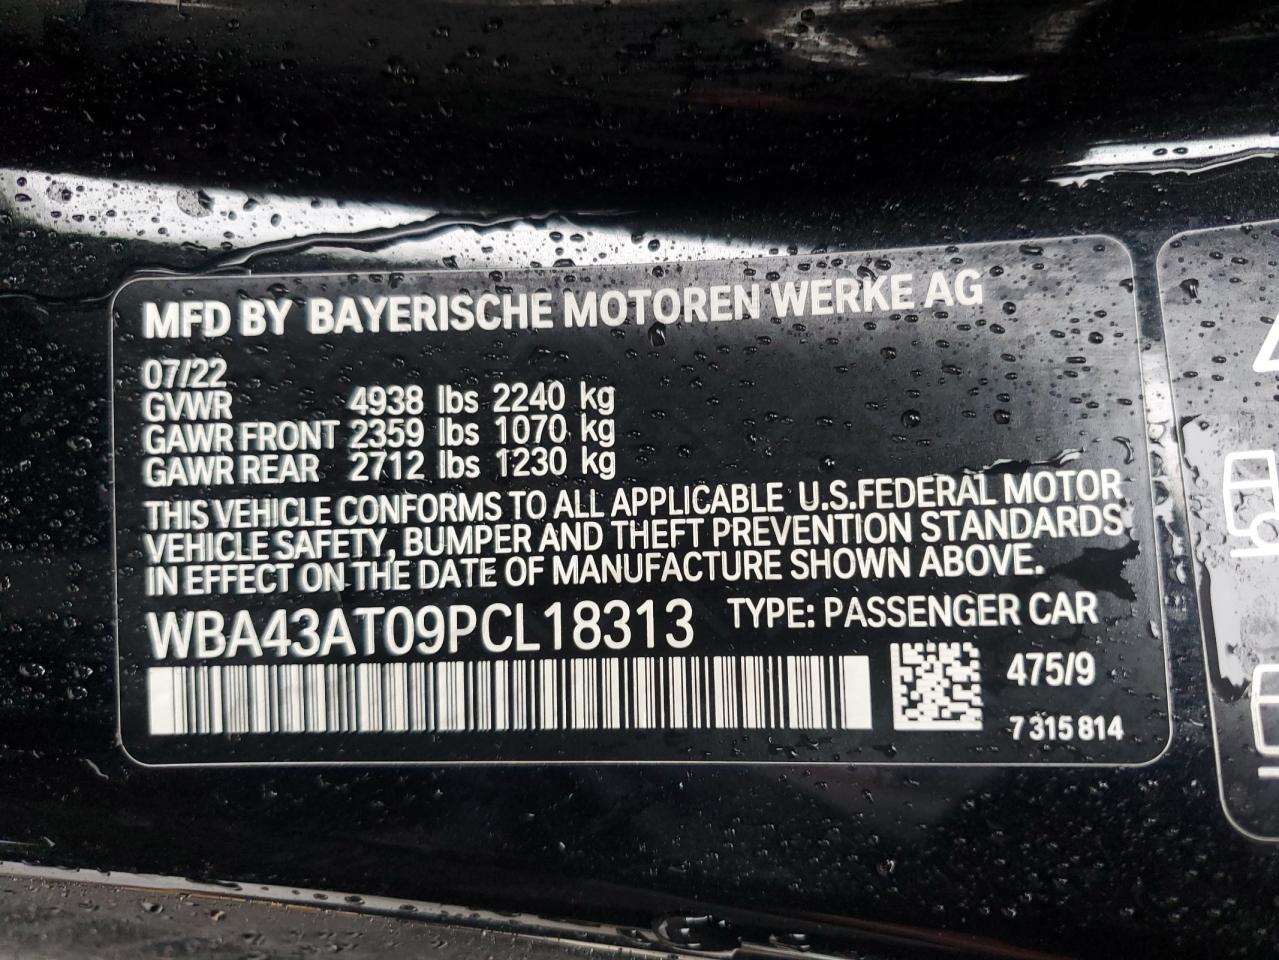 MFD BY BAYERISCHE MOTOREN WERKE AG
07/22
GVWR 4938 lbs 2240 kg
GAWR FRONT 2359 lbs 1070 kg
GAWR REAR 2712 lbs 1230 kg
THIS VEHICLE CONFORMS TO ALL APPLICABLE U.S.FEDERAL MOTOR
VEHICLE SAFETY, BUMPER AND THEFT PREVENTION STANDARDS
IN EFFECT ON THE DATE OF MANUFACTURE SHOWN ABOVE.
WBA43AT09PCL18313 TYPE: PASSENGER CAR
475/9
7 315 814